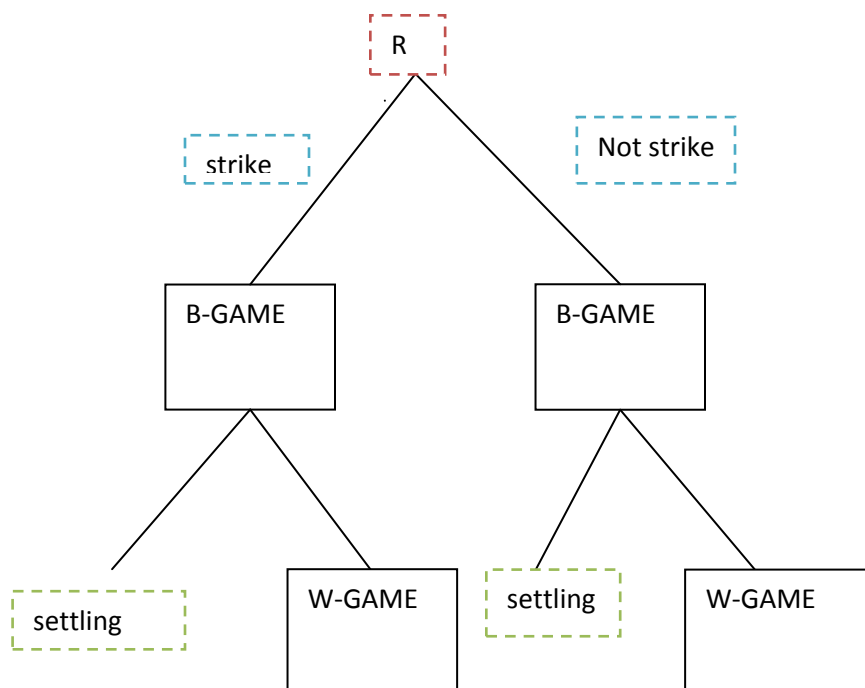 R
strike
Not strike
B-GAME
B-GAME
settling
W-GAME
settling
W-GAME